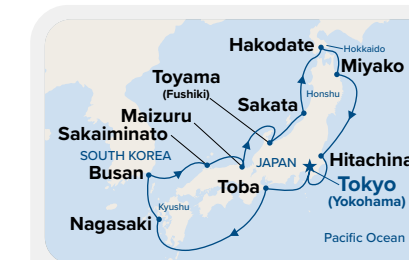 Hakodate
Hokkaido
Miyako
Toyama
(Fushiki)
Honshu
Sakata
Maizuru
Sakaiminato
SOUTH KOREA
JAPAN
Hitachina
Busan
Toba
Tokyo
(Yokohama)
Kyushu
Nagasaki
Pacific Ocean